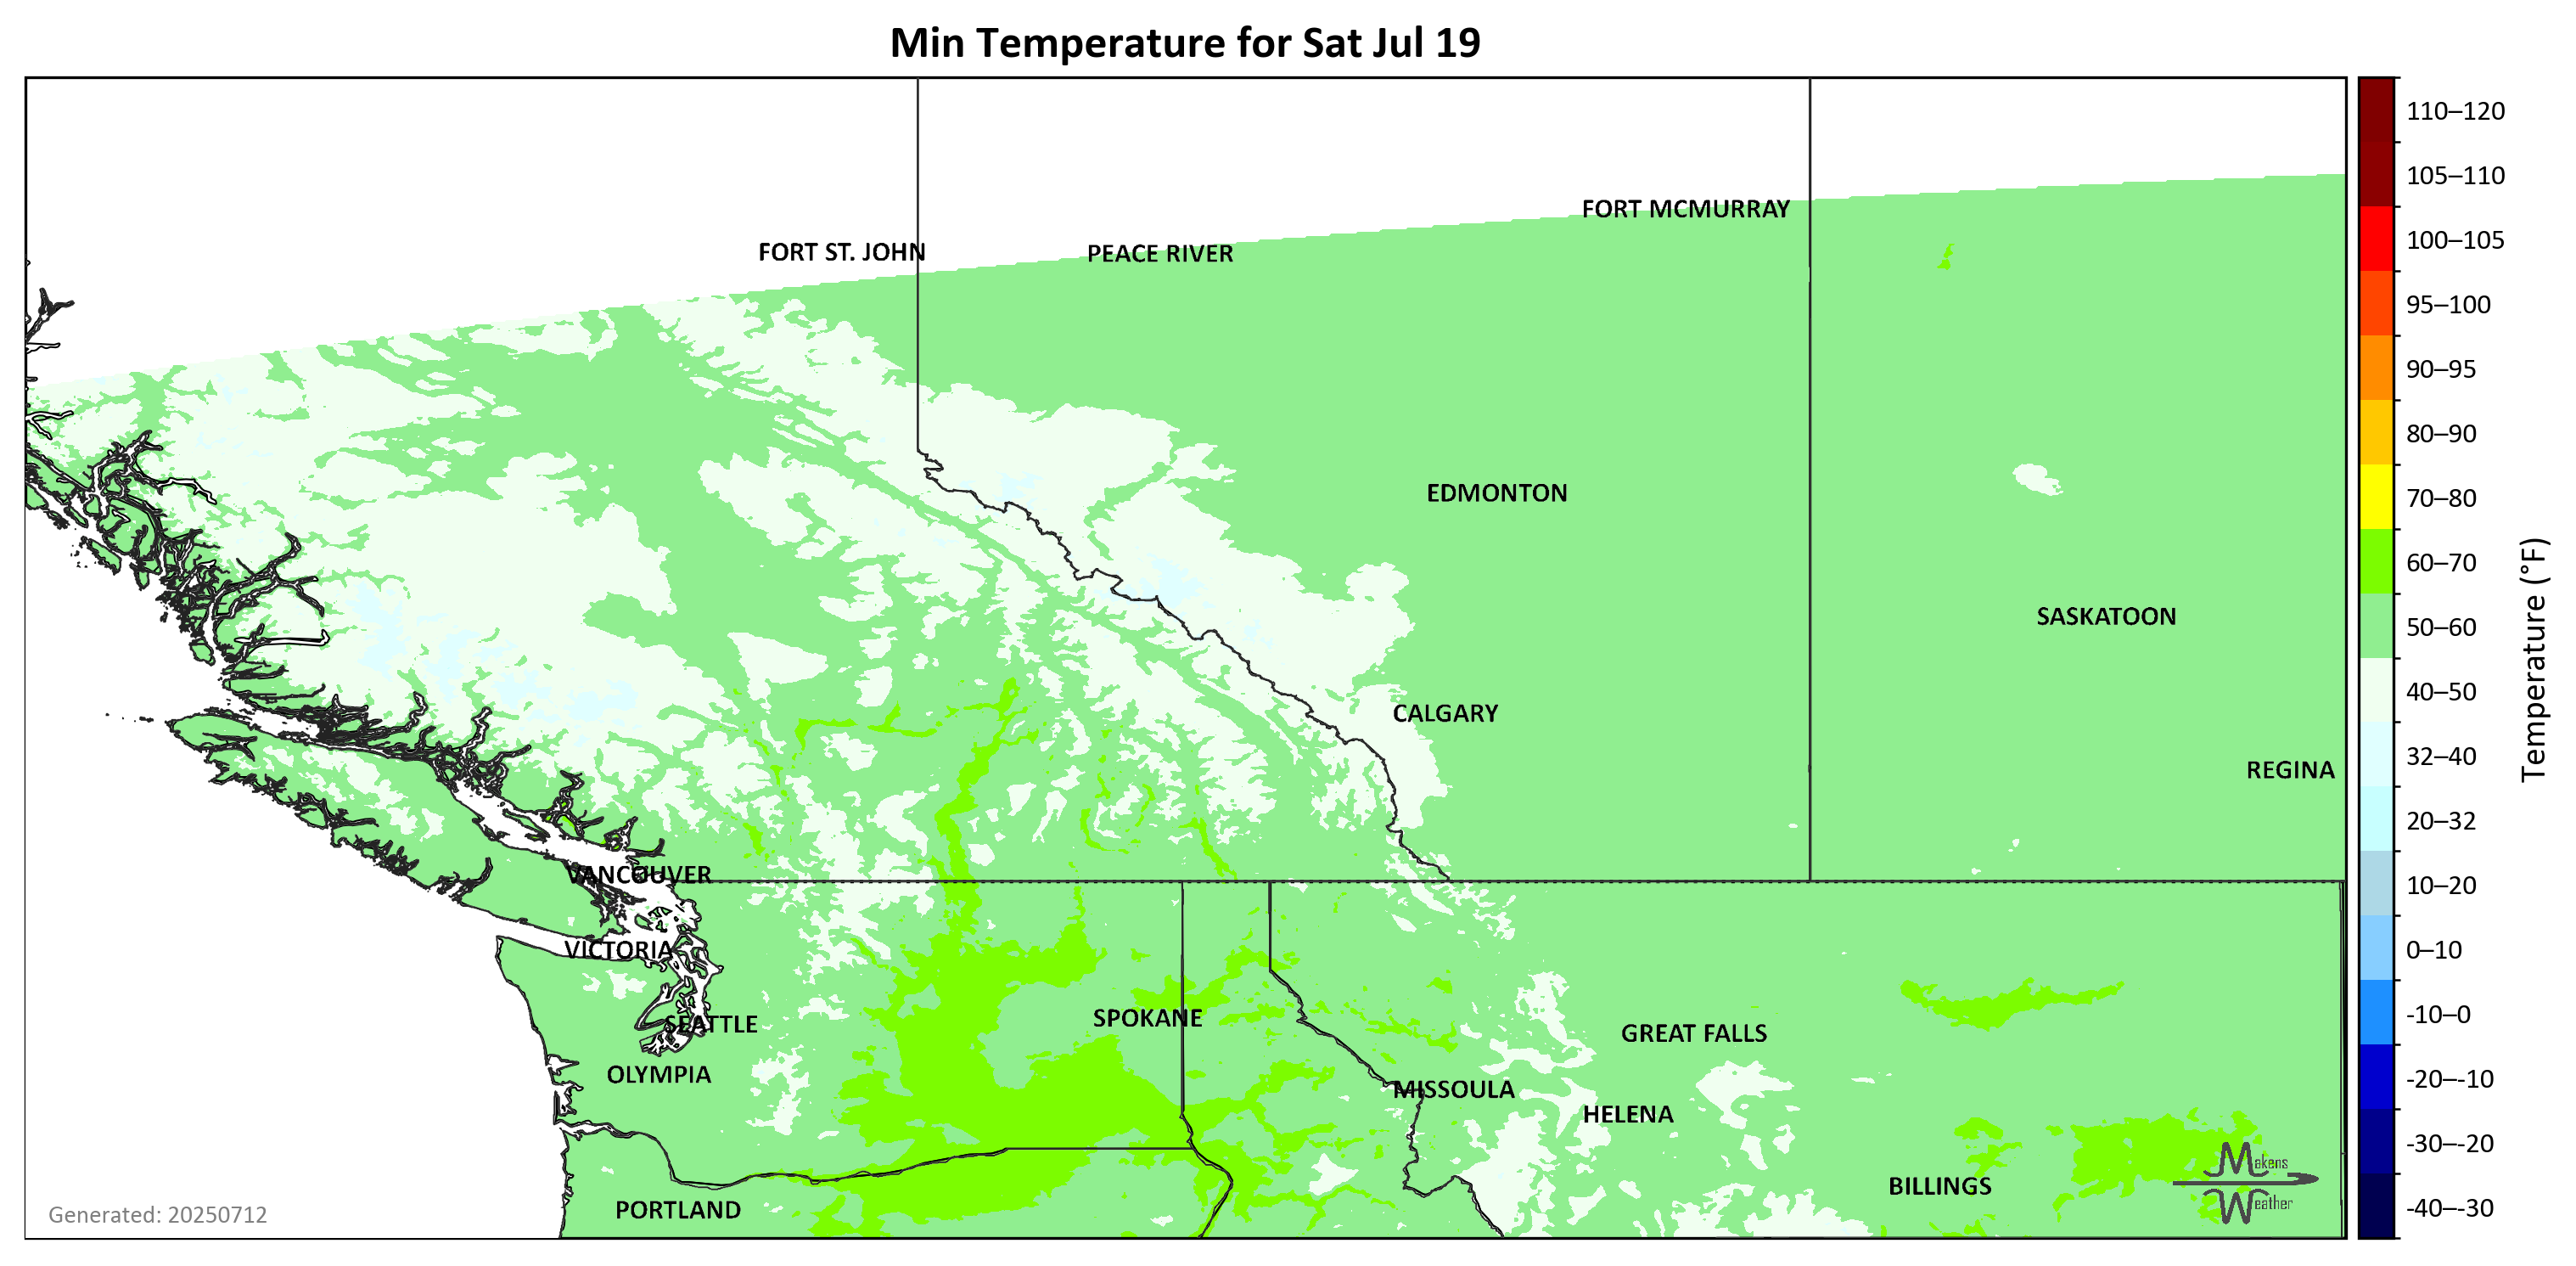 Min Temperature for Sat Jul 19
110–120
105–110
100–105
95–100
90–95
80–90
70–80
60–70
50–60
40–50
32–40
20–32
10–20
0–10
-10–0
-20–-10
-30–-20
-40–-30
Temperature (°F)
FORT MCMURRAY
FORT ST. JOHN
PEACE RIVER
EDMONTON
SASKATOON
CALGARY
REGINA
VANCOUVER
VICTORIA
SEATTLE
SPOKANE
GREAT FALLS
OLYMPIA
MISSOULA
HELENA
BILLINGS
PORTLAND
Makens
Weather
Generated: 20250712